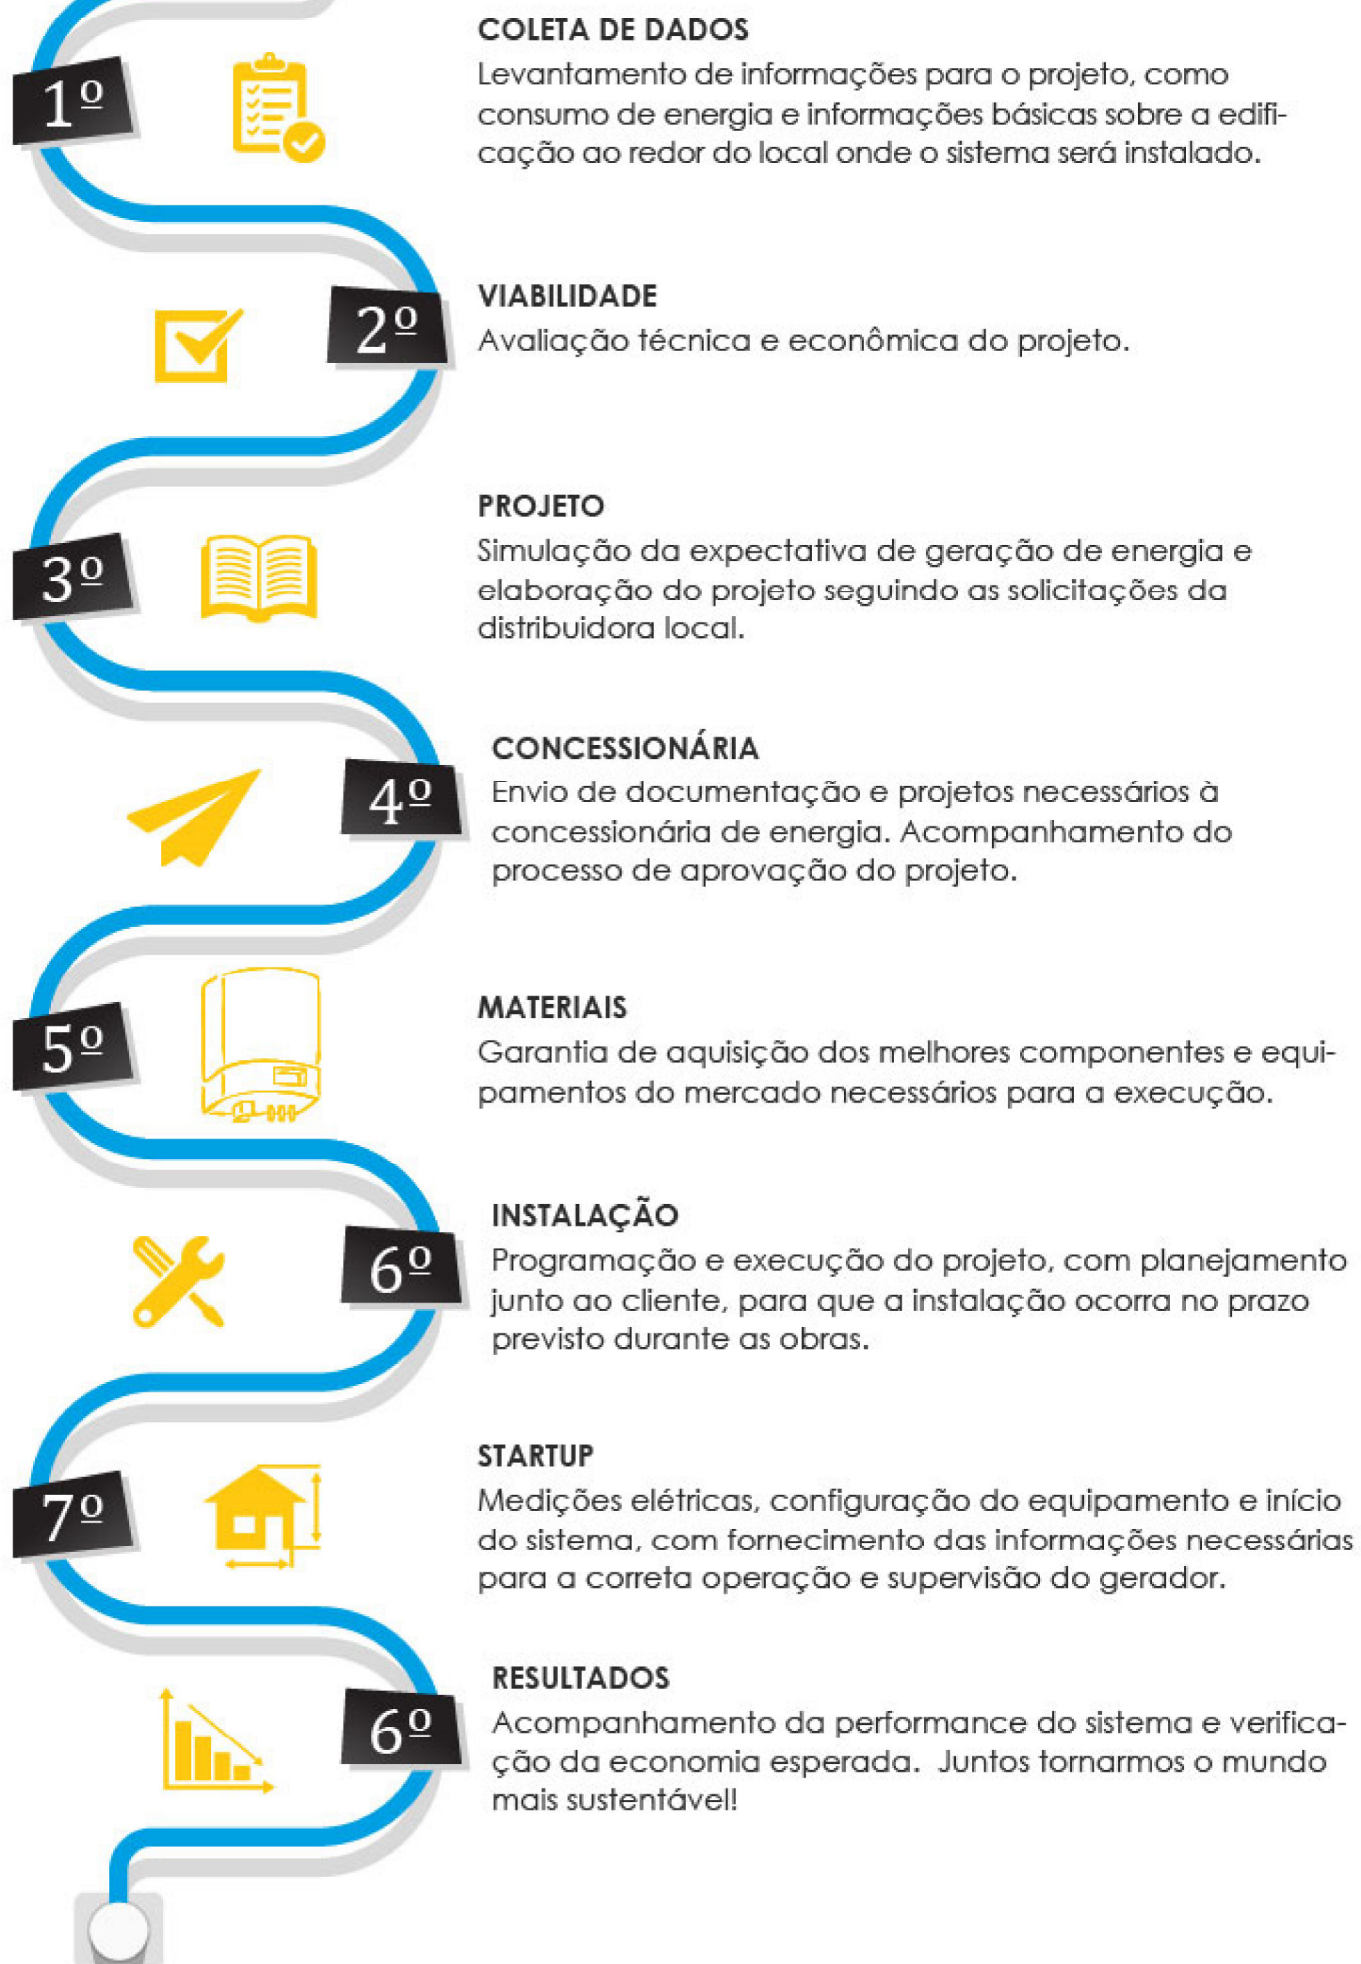 COLETA DE DADOS
1º
Levantamento de informações para o projeto, como
consumo de energia e informações básicas sobre a edifi-
cação ao redor do local onde o sistema será instalado.
VIABILIDADE
2º
Avaliação técnica e econômica do projeto.
PROJETO
3º
Simulação da expectativa de geração de energia e
elaboração do projeto seguindo as solicitações da
distribuidora local.
CONCESSIONÁRIA
4º
Envio de documentação e projetos necessários à
concessionária de energia. Acompanhamento do
processo de aprovação do projeto.
MATERIAIS
5º
Garantia de aquisição dos melhores componentes e equi-
pamentos do mercado necessários para a execução.
INSTALAÇÃO
6º
Programação e execução do projeto, com planejamento
junto ao cliente, para que a instalação ocorra no prazo
previsto durante as obras.
STARTUP
7º
Medições elétricas, configuração do equipamento e início
do sistema, com fornecimento das informações necessárias
para a correta operação e supervisão do gerador.
RESULTADOS
6º
Acompanhamento da performance do sistema e verifica-
ção da economia esperada.  Juntos tornarmos o mundo
mais sustentável!